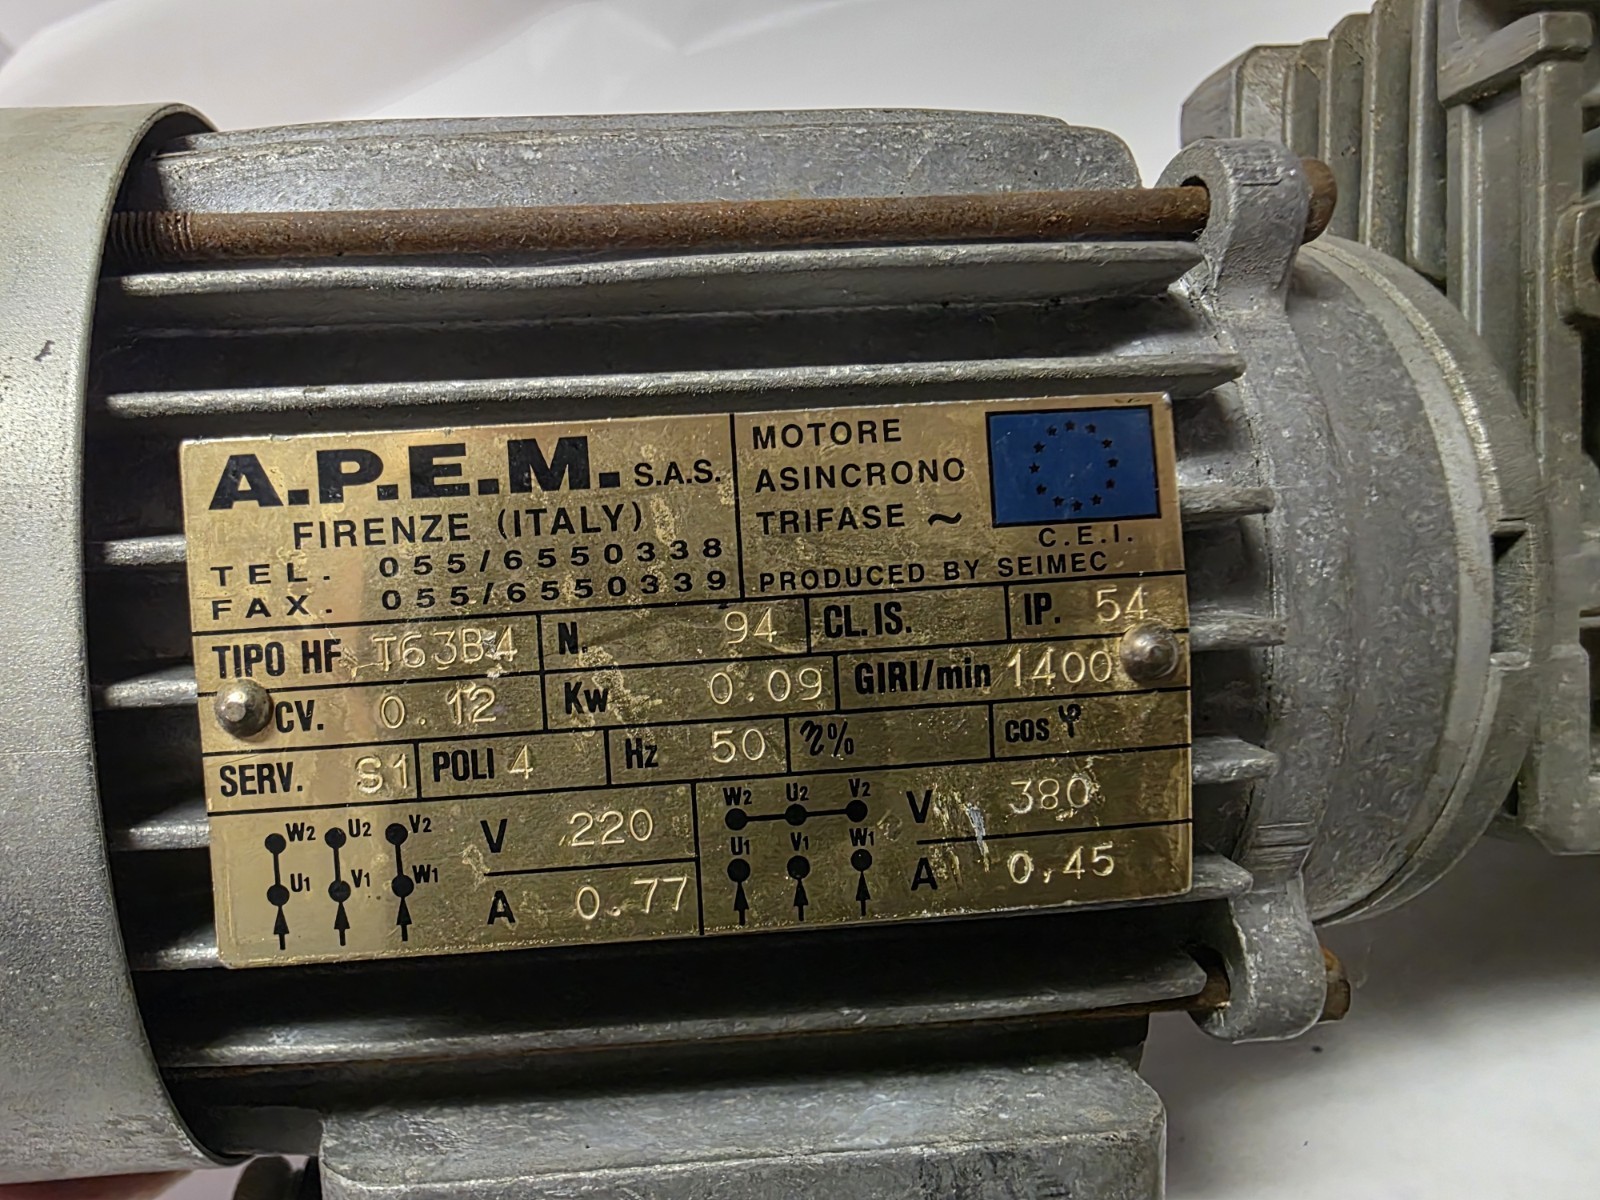 A.P.E.M. S.A.S.
FIRENZE (ITALY)
TEL. 055/6550338
FAX. 055/6550339
MOTORE
ASINCRONO
TRIFASE ~
C.E.I.
PRODUCED BY SEIMEC
TIPO HF T63B4 N. 94 CL.IS. IP. 54
CV. 0.12 Kw 0.09 GIRI/min 1400
SERV. S1 POLI 4 Hz 50 η% cos φ
W2 U2 V2
U1 V1 W1
V 220
A 0.77
W2 U2 V2
U1 V1 W1
V 380
A 0,45